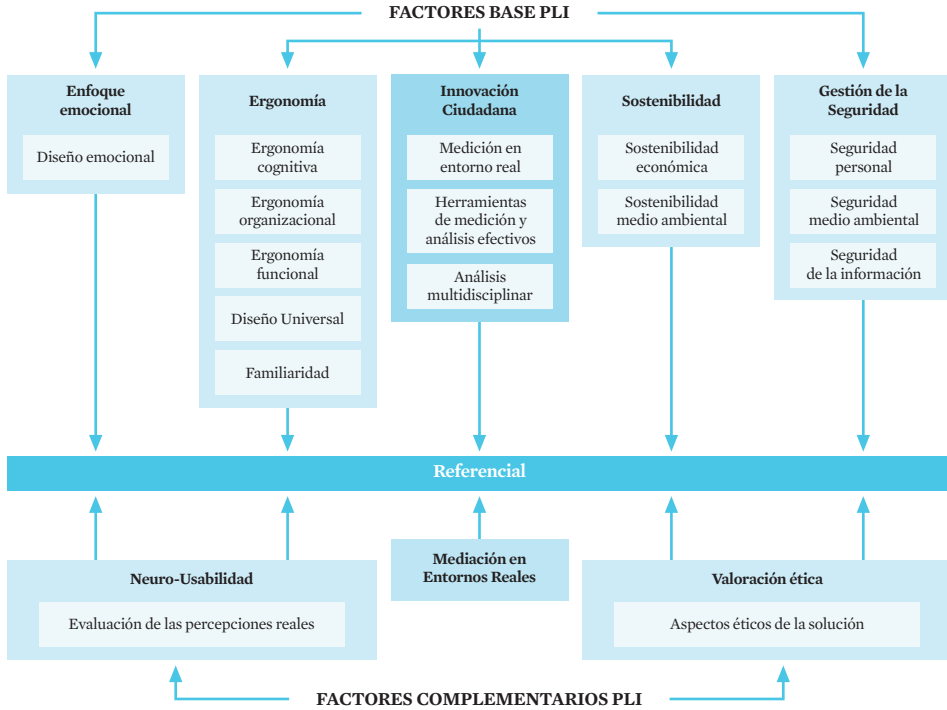 FACTORES BASE PLI
Enfoque
emocional
Diseño emocional
Ergonomía
Ergonomía
cognitiva
Ergonomía
organizacional
Ergonomía
funcional
Diseño Universal
Familiaridad
Innovación
Ciudadana
Medición en
entorno real
Herramientas
de medición y
análisis efectivos
Análisis
multidisciplinar
Sostenibilidad
Sostenibilidad
económica
Sostenibilidad
medio ambiental
Gestión de la
Seguridad
Seguridad
personal
Seguridad
medio ambiental
Seguridad
de la información
Referencial
Neuro-Usabilidad
Evaluación de las percepciones reales
Mediación en
Entornos Reales
Valoración ética
Aspectos éticos de la solución
FACTORES COMPLEMENTARIOS PLI